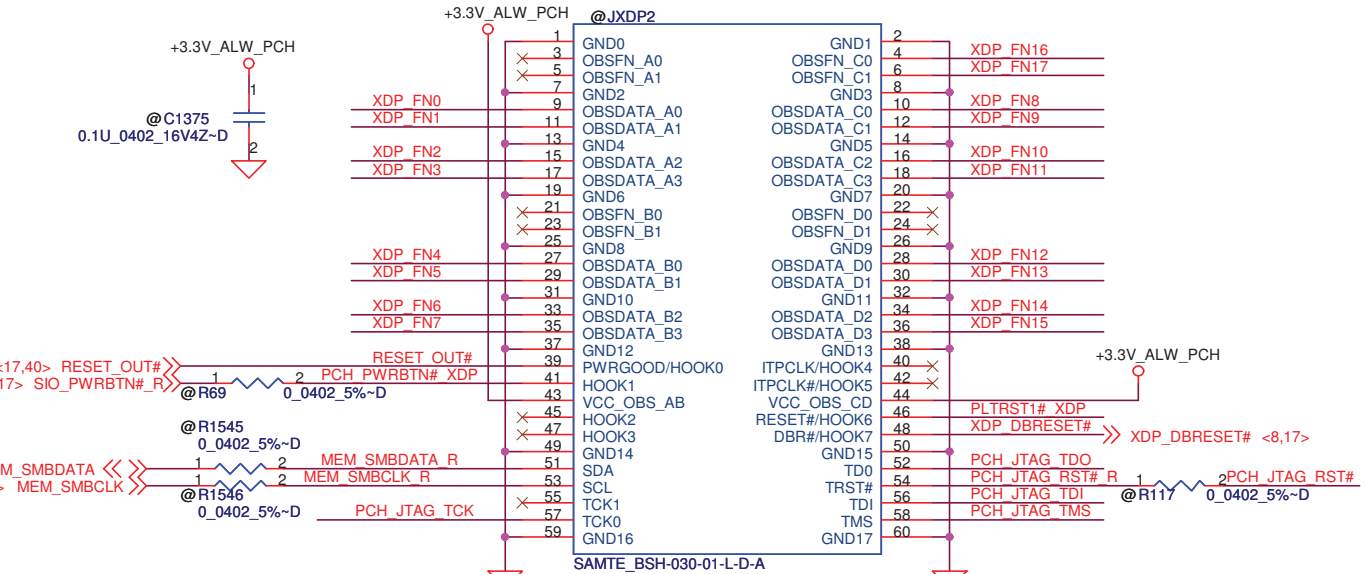 +3.3V_ALW_PCH
@JXDP2
+3.3V_ALW_PCH
1
@C1375
0.1U_0402_16V4Z~D
2
1 GND0 GND1 2
3 OBSFN_A0 OBSFN_C0 4 XDP_FN16
5 OBSFN_A1 OBSFN_C1 6 XDP_FN17
7 GND2 GND3 8
XDP_FN0 9 OBSDATA_A0 OBSDATA_C0 10 XDP_FN8
XDP_FN1 11 OBSDATA_A1 OBSDATA_C1 12 XDP_FN9
13 GND4 GND5 14
XDP_FN2 15 OBSDATA_A2 OBSDATA_C2 16 XDP_FN10
XDP_FN3 17 OBSDATA_A3 OBSDATA_C3 18 XDP_FN11
19 GND6 GND7 20
21 OBSFN_B0 OBSFN_D0 22
23 OBSFN_B1 OBSFN_D1 24
25 GND8 GND9 26
XDP_FN4 27 OBSDATA_B0 OBSDATA_D0 28 XDP_FN12
XDP_FN5 29 OBSDATA_B1 OBSDATA_D1 30 XDP_FN13
31 GND10 GND11 32
XDP_FN6 33 OBSDATA_B2 OBSDATA_D2 34 XDP_FN14
XDP_FN7 35 OBSDATA_B3 OBSDATA_D3 36 XDP_FN15
37 GND12 GND13 38
+3.3V_ALW_PCH
<17,40> RESET_OUT# RESET_OUT# 39 PWRGOOD/HOOK0 ITPCLK/HOOK4 40
17> SIO_PWRBTN#_R 1 2 PCH_PWRBTN#_XDP 41 HOOK1 ITPCLK#/HOOK5 42
@R69 0_0402_5%~D
43 VCC_OBS_AB VCC_OBS_CD 44
45 HOOK2 RESET#/HOOK6 46 PLTRST1#_XDP
47 HOOK3 DBR#/HOOK7 48 XDP_DBRESET# XDP_DBRESET# <8,17>
@R1545
0_0402_5%~D
49 GND14 GND15 50
M_SMBDATA 1 2 MEM_SMBDATA_R 51 SDA TD0 52 PCH_JTAG_TDO
> MEM_SMBCLK 1 2 MEM_SMBCLK_R 53 SCL TRST# 54 PCH_JTAG_RST#_R 1 2 PCH_JTAG_RST#
@R1546
0_0402_5%~D
@R117 0_0402_5%~D
55 TCK1 TDI 56 PCH_JTAG_TDI
PCH_JTAG_TCK 57 TCK0 TMS 58 PCH_JTAG_TMS
59 GND16 GND17 60
SAMTE_BSH-030-01-L-D-A